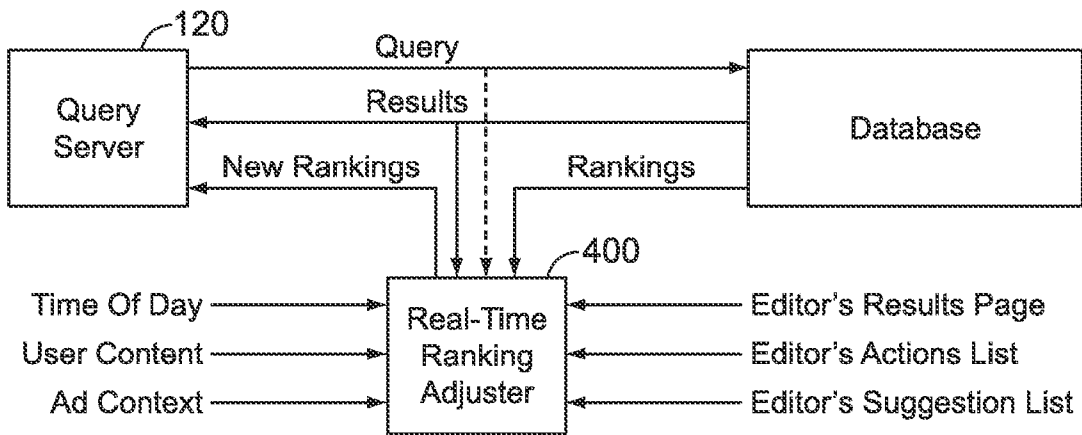 120
Query
Query
Server
Results
Database
New Rankings
Rankings
400
Time Of Day
User Content
Ad Context
Real-Time
Ranking
Adjuster
Editor's Results Page
Editor's Actions List
Editor's Suggestion List